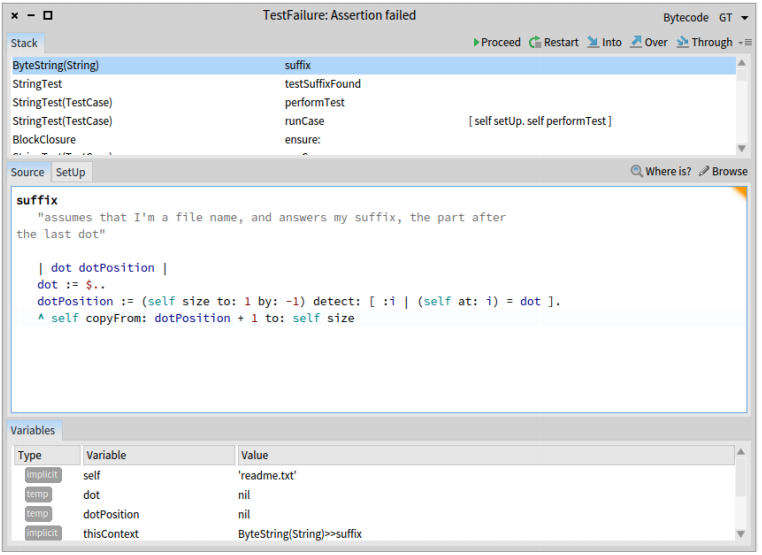 TestFailure: Assertion failed
Bytecode GT
Stack
Proceed Restart Into Over Through
ByteString(String) suffix
StringTest testSuffixFound
StringTest(TestCase) performTest
StringTest(TestCase) runCase [ self setUp. self performTest ]
BlockClosure ensure:
Source SetUp Where is? Browse
suffix
"assumes that I'm a file name, and answers my suffix, the part after
the last dot"
| dot dotPosition |
dot := $..
dotPosition := (self size to: 1 by: -1) detect: [ :i | (self at: i) = dot ].
^ self copyFrom: dotPosition + 1 to: self size
Variables
Type Variable Value
implicit self 'readme.txt'
temp dot nil
temp dotPosition nil
implicit thisContext ByteString(String)>>suffix